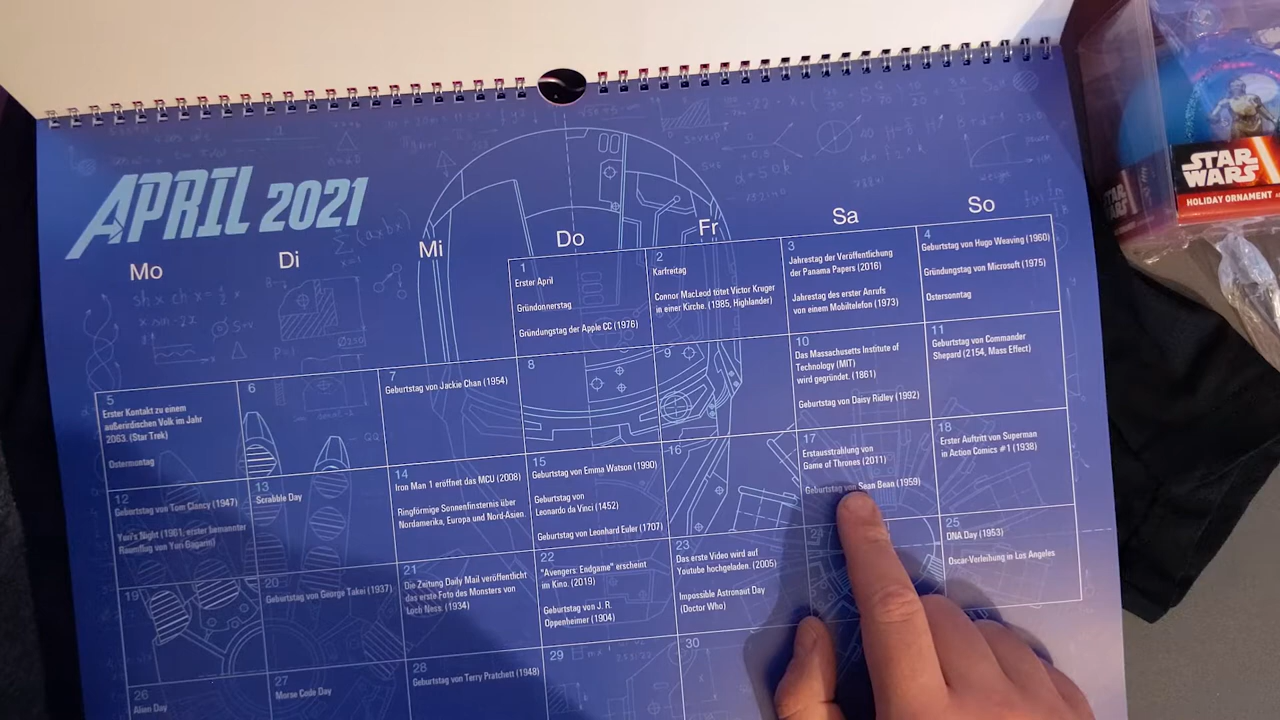 APRIL 2021
Mo
Di
Mi
Do
Fr
Sa
So
1
Erster April
Gründonnerstag
Gründungstag der Apple CC (1976)
2
Karfreitag
Connor MacLeod tötet Victor Kruger
in einer Kirche. (1985, Highlander)
3
Jahrestag der Veröffentlichung
der Panama Papers (2016)
Jahrestag des ersten Anrufs
von einem Mobiltelefon (1973)
4
Geburtstag von Hugo Weaving (1960)
Gründungstag von Microsoft (1975)
Ostersonntag
5
Erster Kontakt zu einem
außerirdischen Volk im Jahr
2063. (Star Trek)
Ostermontag
6
7
Geburtstag von Jackie Chan (1954)
8
9
10
Das Massachusetts Institute of
Technology (MIT)
wird gegründet. (1861)
Geburtstag von Daisy Ridley (1992)
11
Geburtstag von Commander
Shepard (2154, Mass Effect)
12
Geburtstag von Tom Clancy (1947)
Yuri's Night (1961, erster bemannter
Raumflug von Yuri Gagarin)
13
Scrabble Day
14
Iron Man 1 eröffnet das MCU (2008)
Ringförmige Sonnenfinsternis über
Nordamerika, Europa und Nord-Asien.
15
Geburtstag von Emma Watson (1990)
Geburtstag von
Leonardo da Vinci (1452)
Geburtstag von Leonhard Euler (1707)
16
17
Erstausstrahlung von
Game of Thrones (2011)
Geburtstag von Sean Bean (1959)
18
Erster Auftritt von Superman
in Action Comics #1 (1938)
19
20
Geburtstag von George Takei (1937)
21
Die Zeitung Daily Mail veröffentlicht
das erste Foto des Monsters von
Loch Ness. (1934)
22
"Avengers: Endgame" erscheint
im Kino. (2019)
Geburtstag von J. R.
Oppenheimer (1904)
23
Das erste Video wird auf
Youtube hochgeladen. (2005)
Impossible Astronaut Day
(Doctor Who)
25
DNA Day (1953)
Oscar-Verleihung in Los Angeles
26
Alien Day
27
Morse Code Day
28
Geburtstag von Terry Pratchett (1948)
29
30
STAR
WARS
HOLIDAY ORNAMENT